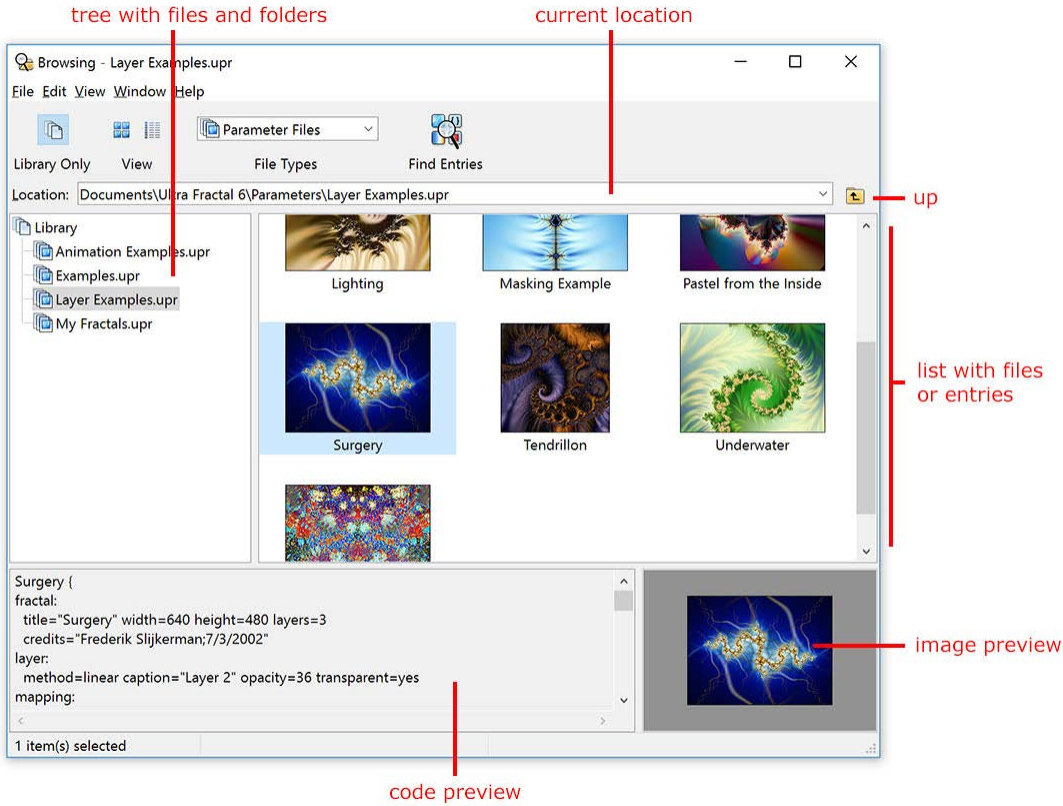 tree with files and folders
current location
Browsing - Layer Examples.upr
File Edit View Window Help
Parameter Files
Library Only View File Types Find Entries
Location: Documents\Ultra Fractal 6\Parameters\Layer Examples.upr
up
Library
Animation Examples.upr
Examples.upr
Layer Examples.upr
My Fractals.upr
Lighting
Masking Example
Pastel from the Inside
Surgery
Tendrillon
Underwater
list with files
or entries
Surgery {
fractal:
title="Surgery" width=640 height=480 layers=3
credits="Frederik Slijkerman;7/3/2002"
layer:
method=linear caption="Layer 2" opacity=36 transparent=yes
mapping:
image preview
1 item(s) selected
code preview